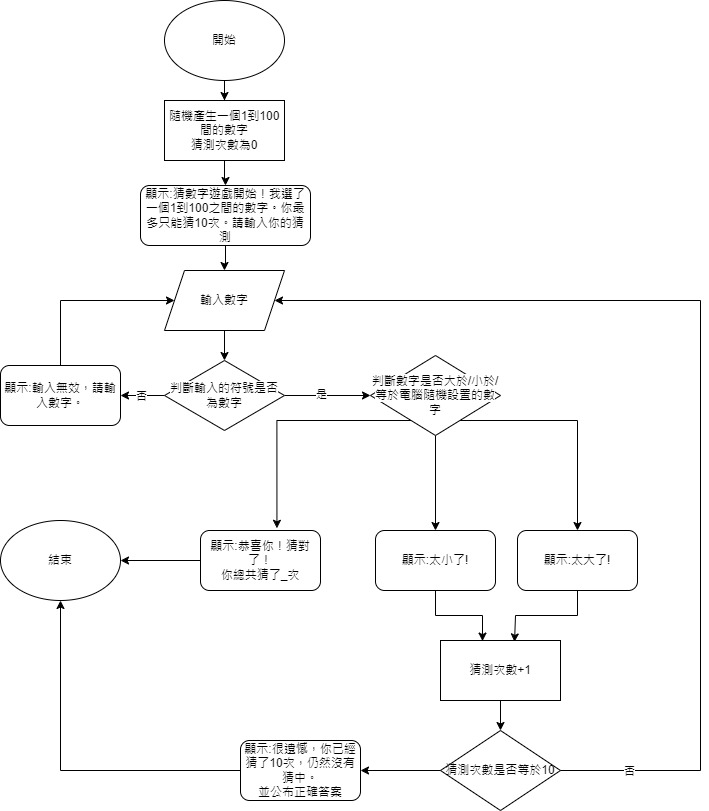 開始
隨機產生一個1到100
間的數字
猜測次數為0
顯示:猜數字遊戲開始！我選了
一個1到100之間的數字。你最
多只能猜10次。請輸入你的猜
測
輸入數字
顯示:輸入無效，請輸
入數字。
否
判斷輸入的符號是否
為數字
是
判斷數字是否大於/小於/
等於電腦隨機設置的數
字
結束
顯示:恭喜你！猜對
了！
你總共猜了_次
顯示:太小了!
顯示:太大了!
猜測次數+1
顯示:很遺憾，你已經
猜了10次，仍然沒有
猜中。
並公布正確答案
猜測次數是否等於10
否